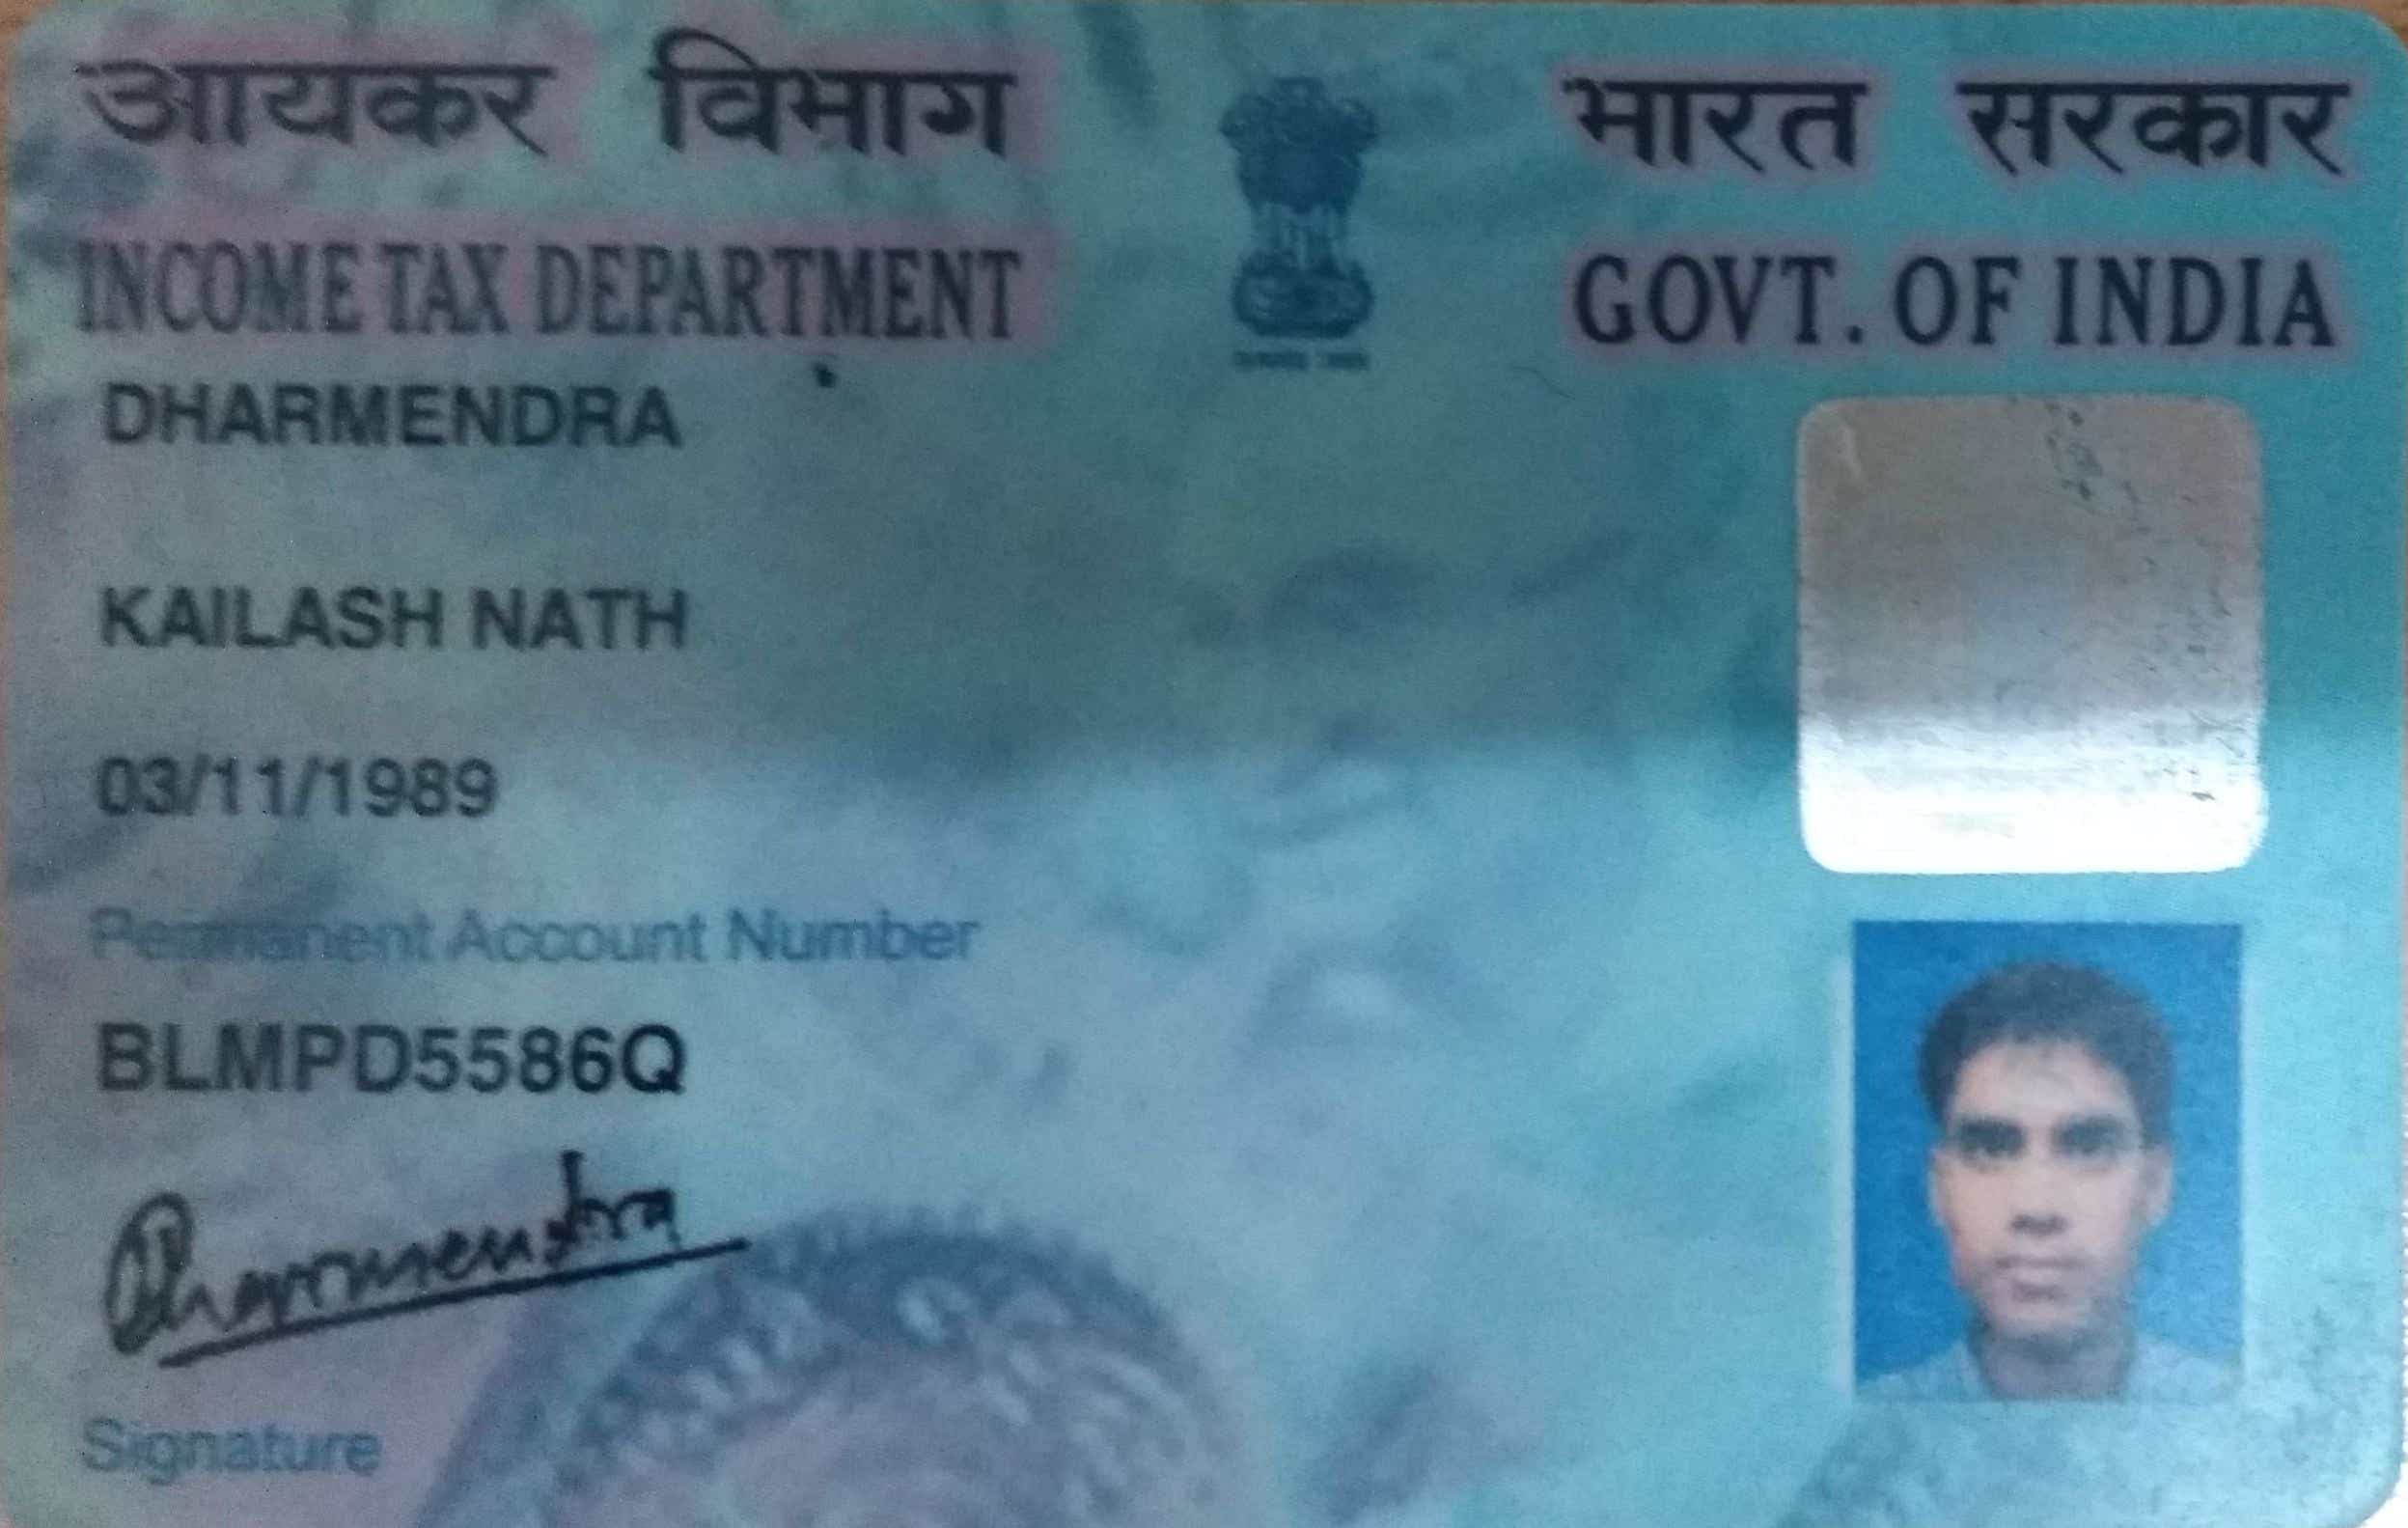 आयकर विभाग
INCOME TAX DEPARTMENT
भारत सरकार
GOVT. OF INDIA
DHARMENDRA
KAILASH NATH
03/11/1989
Permanent Account Number
BLMPD5586Q
Dharmendra
Signature